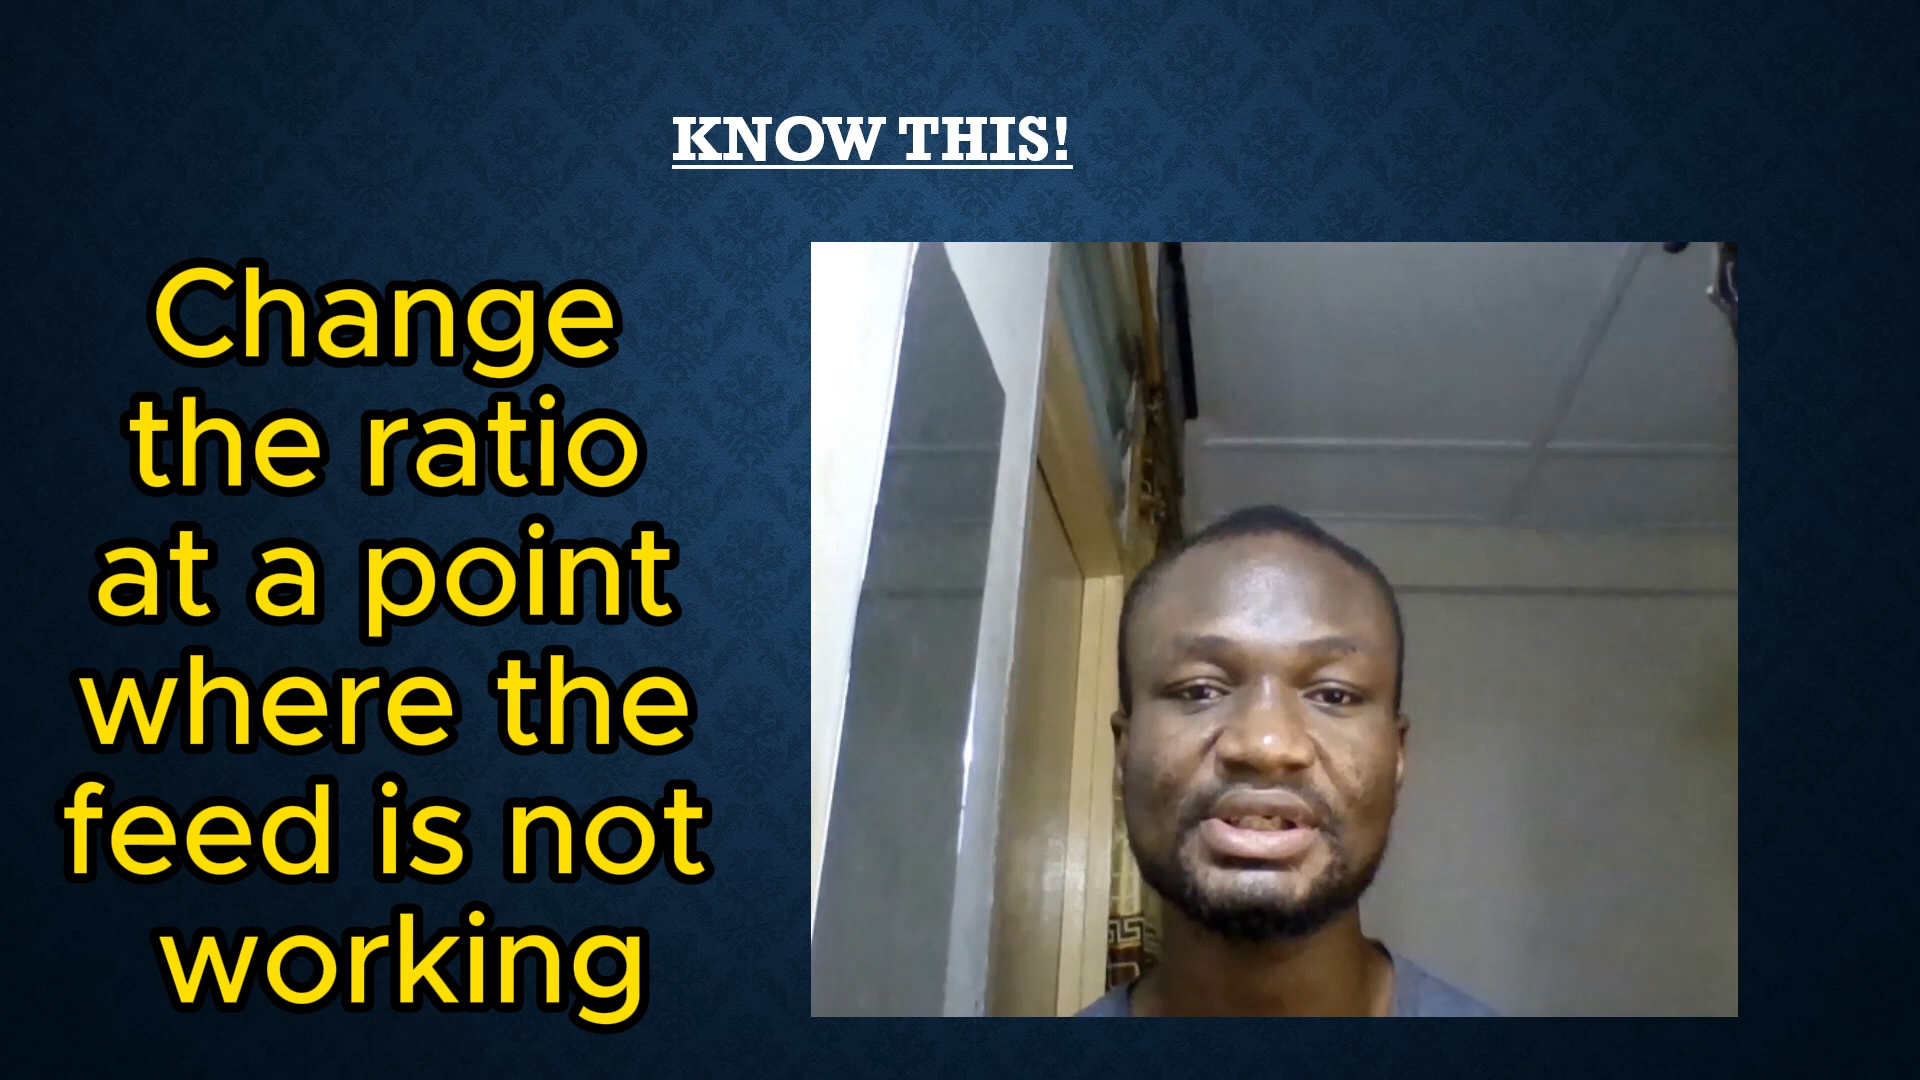 KNOW THIS!
Change
the ratio
at a point
where the
feed is not
working